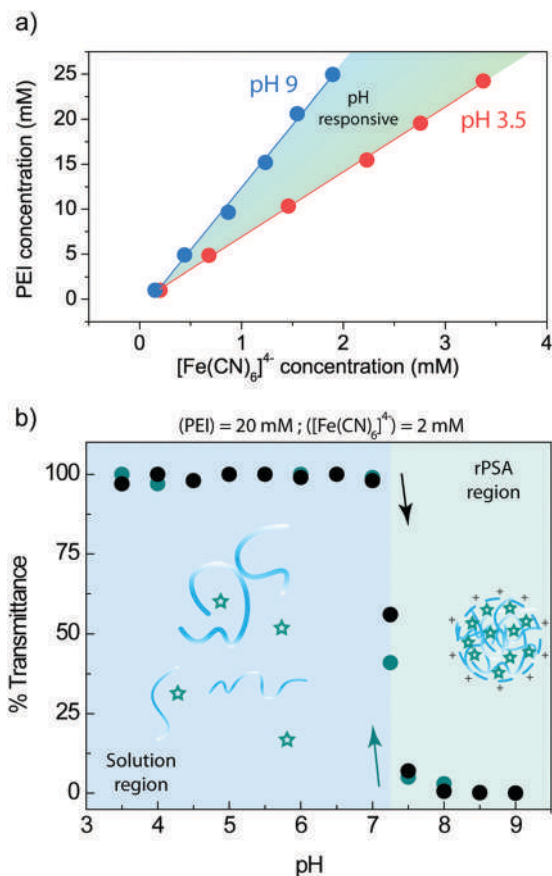 a)
25
20
15
10
5
0
PEI concentration (mM)
pH 9
pH
responsive
pH 3.5
0 1 2 3 4
[Fe(CN)6]4- concentration (mM)
b)
(PEI) = 20 mM ; ([Fe(CN)6]4-) = 2 mM
100
75
50
25
0
% Transmittance
rPSA
region
+ + + + + + + +
Solution
region
3 4 5 6 7 8 9
pH